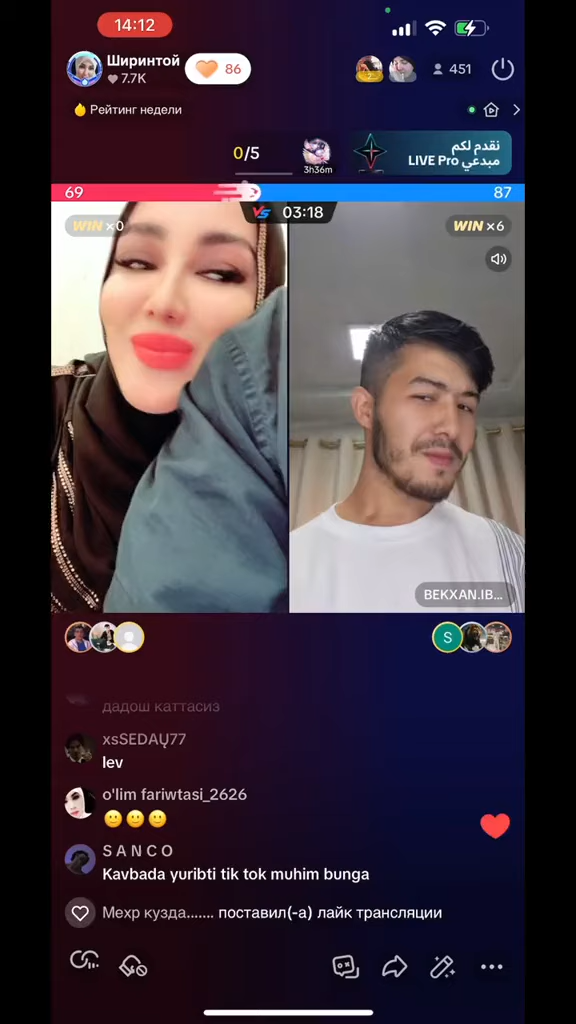 14:12
Ширинтой
7.7K
86
451
Рейтинг недели
0/5
3h36m
نقدم لكم
مبدعي LIVE Pro
69
87
WIN ×0
VS
03:18
WIN ×6
BEKXAN.IB...
S
дадош каттасиз
xsSEDAŲ77
lev
o'lim fariwtasi_2626
🙂🙂🙂
S A N C O
Kavbada yuribti tik tok muhim bunga
Мехр кузда....... поставил(-а) лайк трансляции